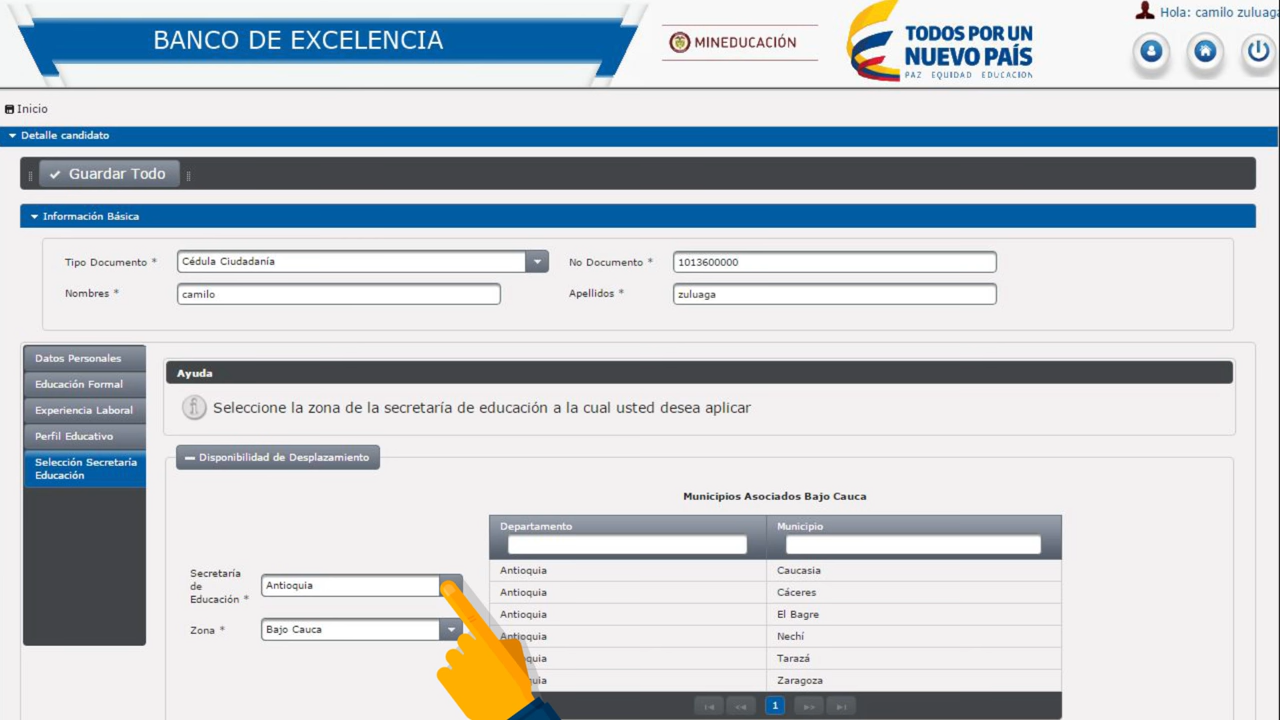 BANCO DE EXCELENCIA
MINEDUCACIÓN
TODOS POR UN
NUEVO PAÍS
PAZ EQUIDAD EDUCACIÓN
Hola: camilo zuluaga
Inicio
Detalle candidato
Guardar Todo
Información Básica
Tipo Documento * Cédula Ciudadanía No Documento * 1013600000
Nombres * camilo Apellidos * zuluaga
Datos Personales
Educación Formal
Experiencia Laboral
Perfil Educativo
Selección Secretaría
Educación
Ayuda
Seleccione la zona de la secretaría de educación a la cual usted desea aplicar
Disponibilidad de Desplazamiento
Secretaría
de
Educación *
Antioquia
Zona * Bajo Cauca
Municipios Asociados Bajo Cauca
Departamento Municipio
Antioquia Caucasia
Antioquia Cáceres
Antioquia El Bagre
Antioquia Nechí
quia Tarazá
uia Zaragoza
1